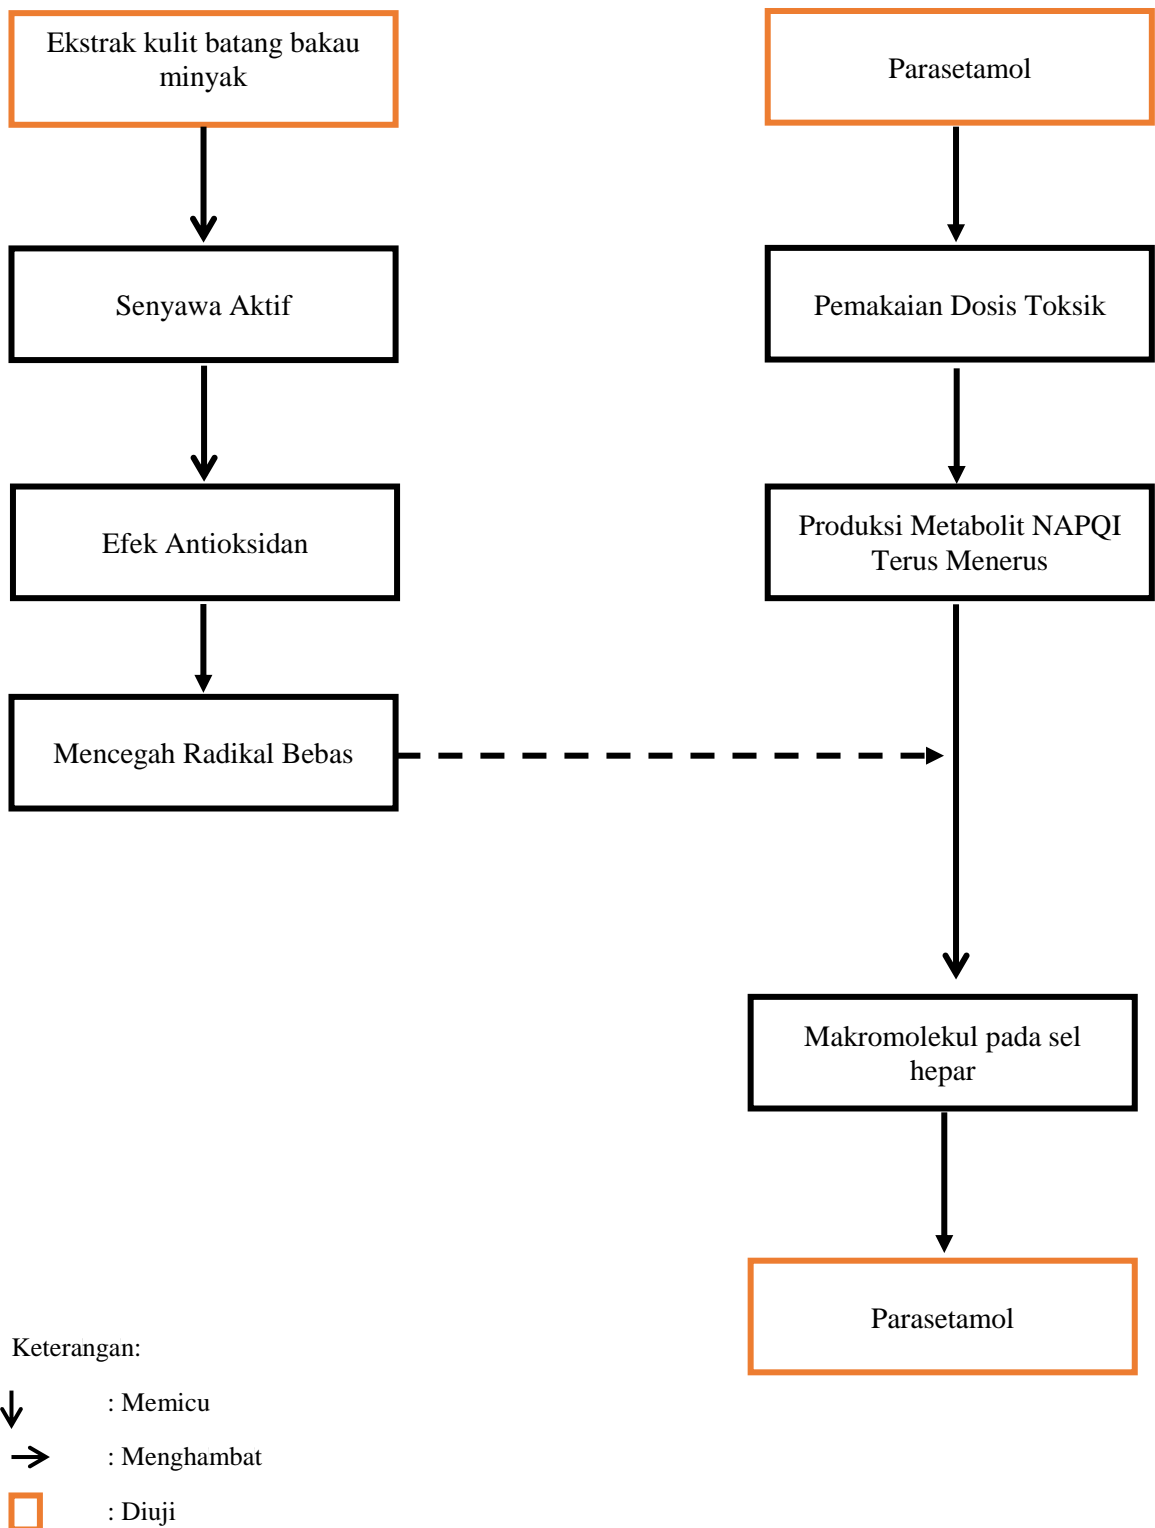 Ekstrak kulit batang bakau
minyak
Parasetamol
Senyawa Aktif
Pemakaian Dosis Toksik
Efek Antioksidan
Produksi Metabolit NAPQI
Terus Menerus
Mencegah Radikal Bebas
Makromolekul pada sel
hepar
Parasetamol
Keterangan:
: Memicu
: Menghambat
: Diuji